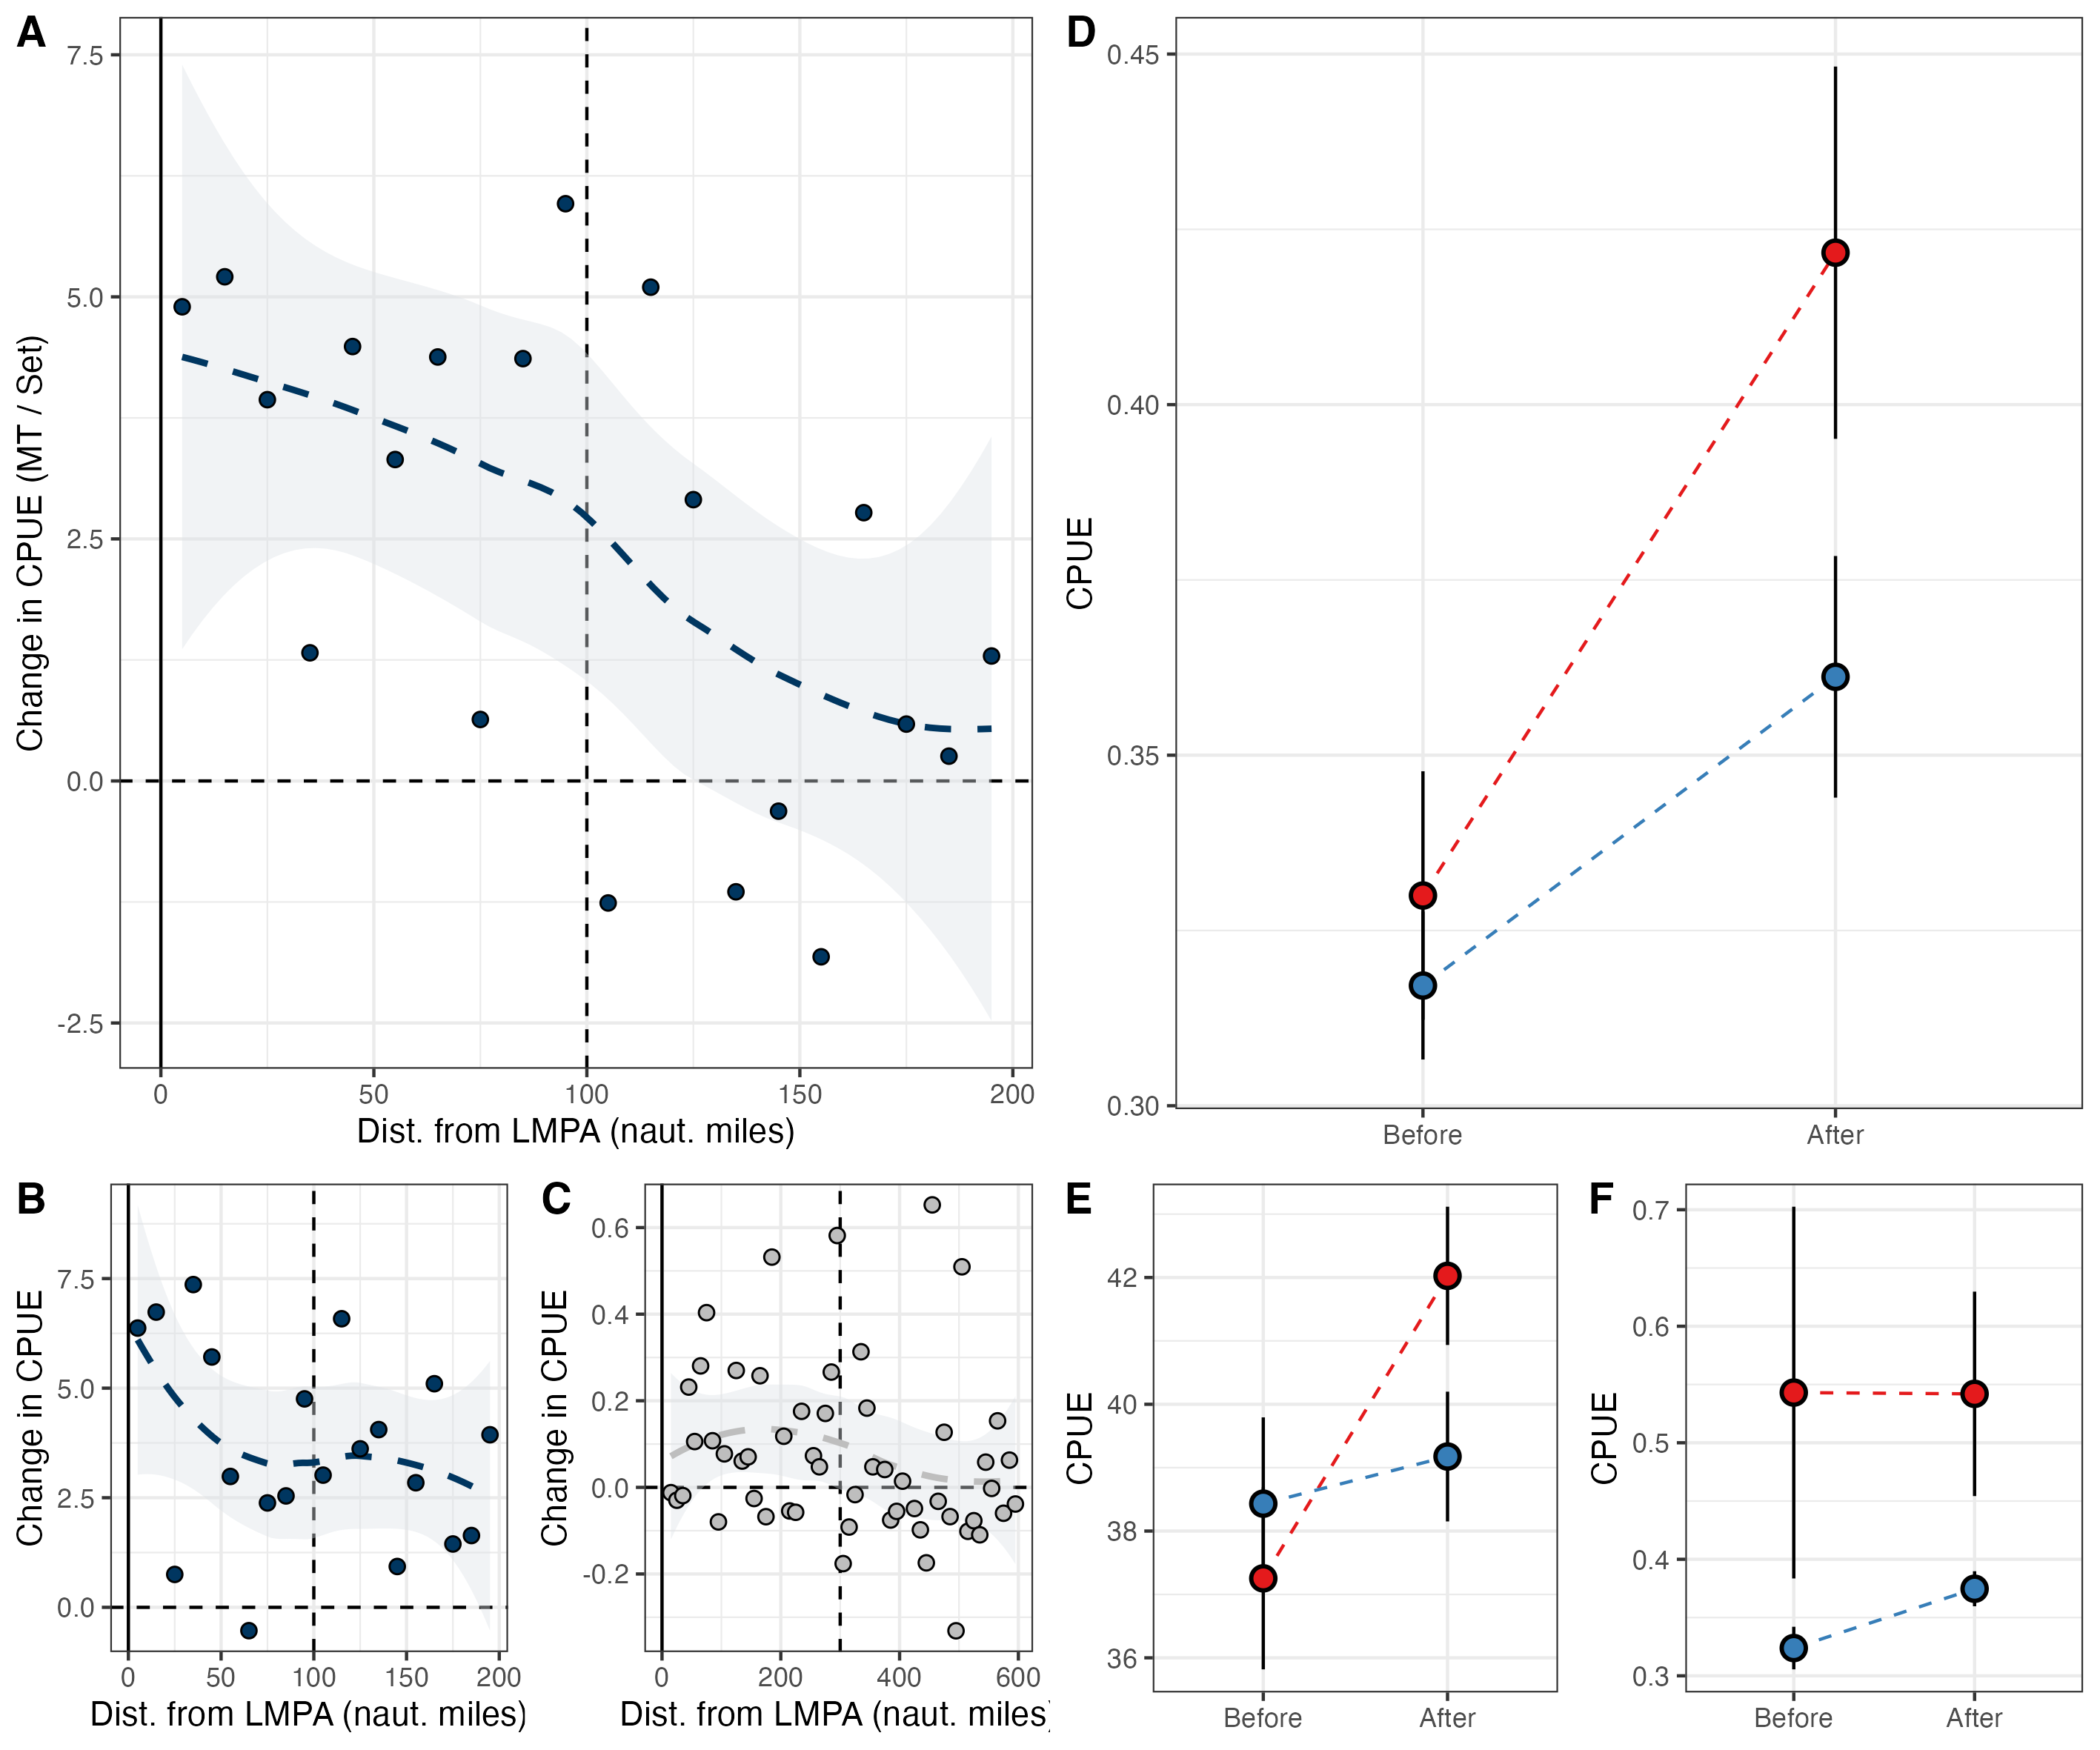 A
Change in CPUE (MT / Set)
7.5
5.0
2.5
0.0
-2.5
0
50
100
150
200
Dist. from LMPA (naut. miles)
D
CPUE
0.45
0.40
0.35
0.30
Before
After
B
Change in CPUE
7.5
5.0
2.5
0.0
0
50
100
150
200
Dist. from LMPA (naut. miles)
C
Change in CPUE
0.6
0.4
0.2
0.0
-0.2
0
200
400
600
Dist. from LMPA (naut. miles)
E
CPUE
42
40
38
36
Before
After
F
CPUE
0.7
0.6
0.5
0.4
0.3
Before
After